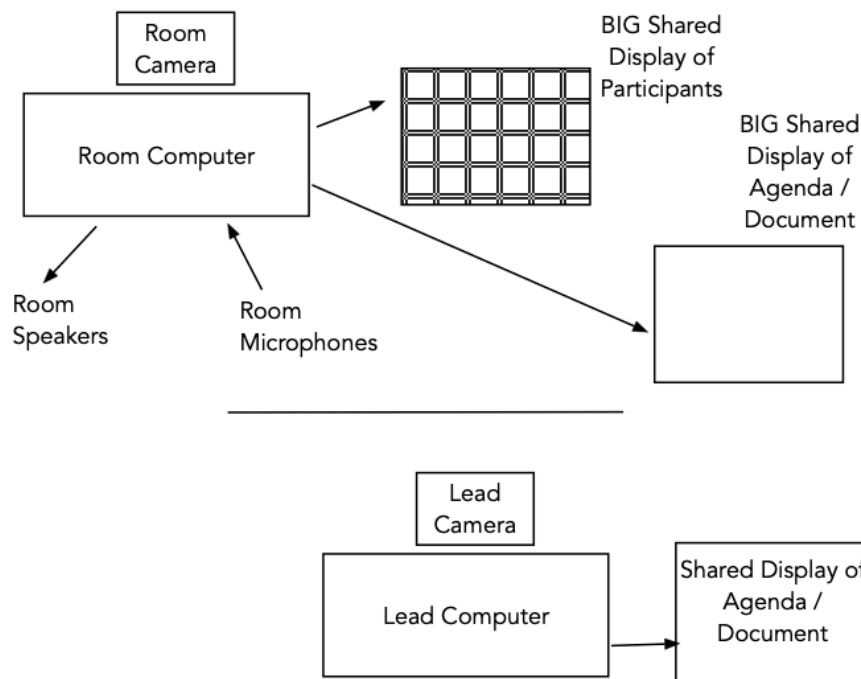 Room
Camera
BIG Shared
Display of
Participants
Room Computer
BIG Shared
Display of
Agenda /
Document
Room
Speakers
Room
Microphones
Lead
Camera
Lead Computer
Shared Display of
Agenda /
Document